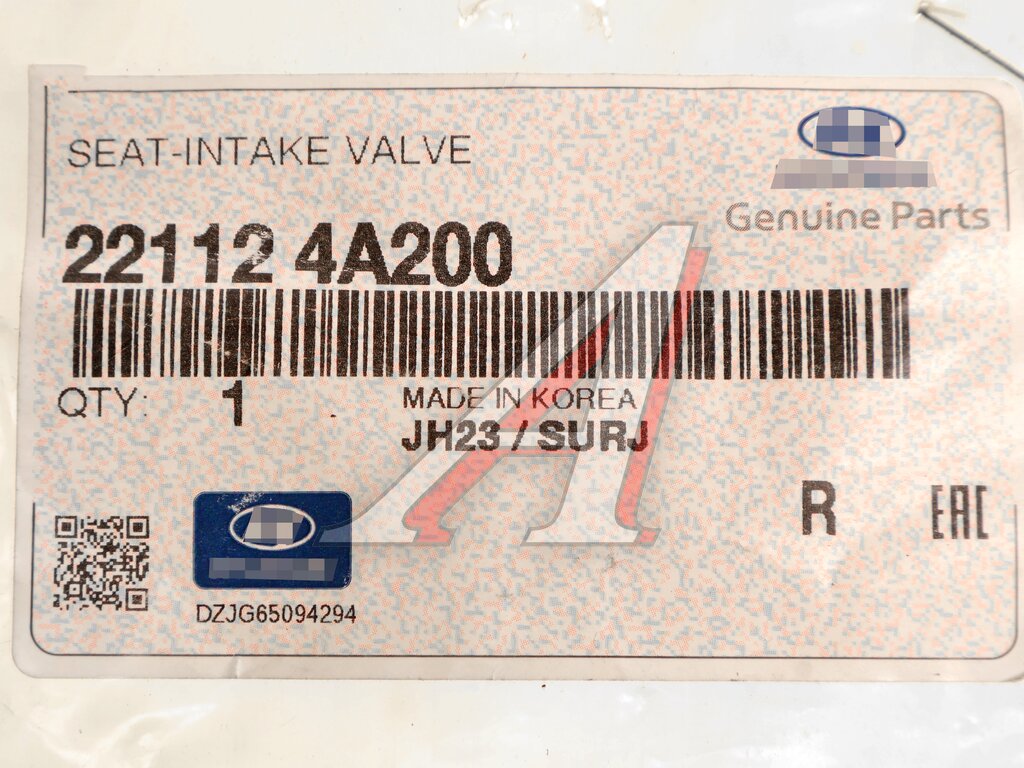 SEAT-INTAKE VALVE
Genuine Parts
22112 4A200
QTY: 1
MADE IN KOREA
JH23 / SURJ
R
EAC
DZJG65094294